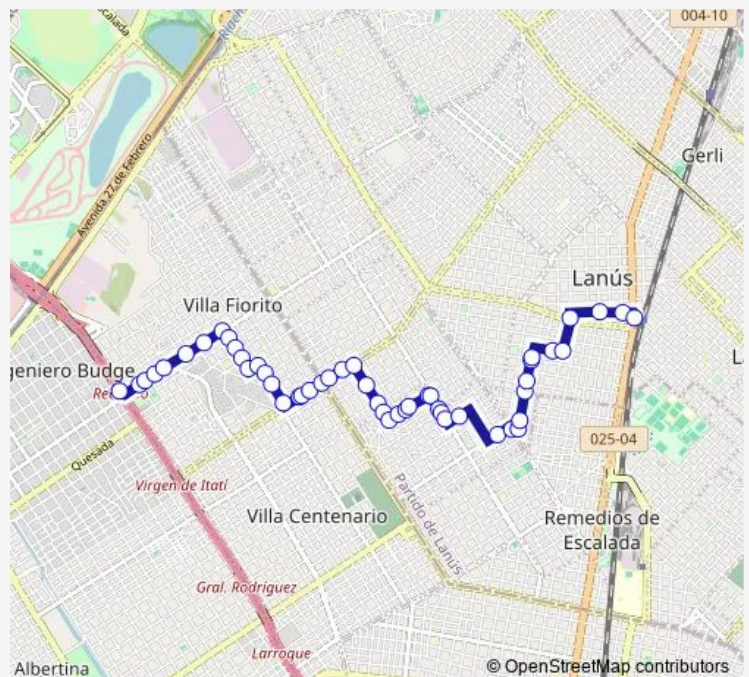 004-10
Avenida 27 de Febrero
Gerli
Lanús
Villa Fiorito
geniero Budge
Quesada
025-04
Virgen de Itatí
Villa Centenario
Partido de Lanús
Remedios de
Escalada
Gral. Rodriguez
Larroque
Albertina
© OpenStreetMap contributors